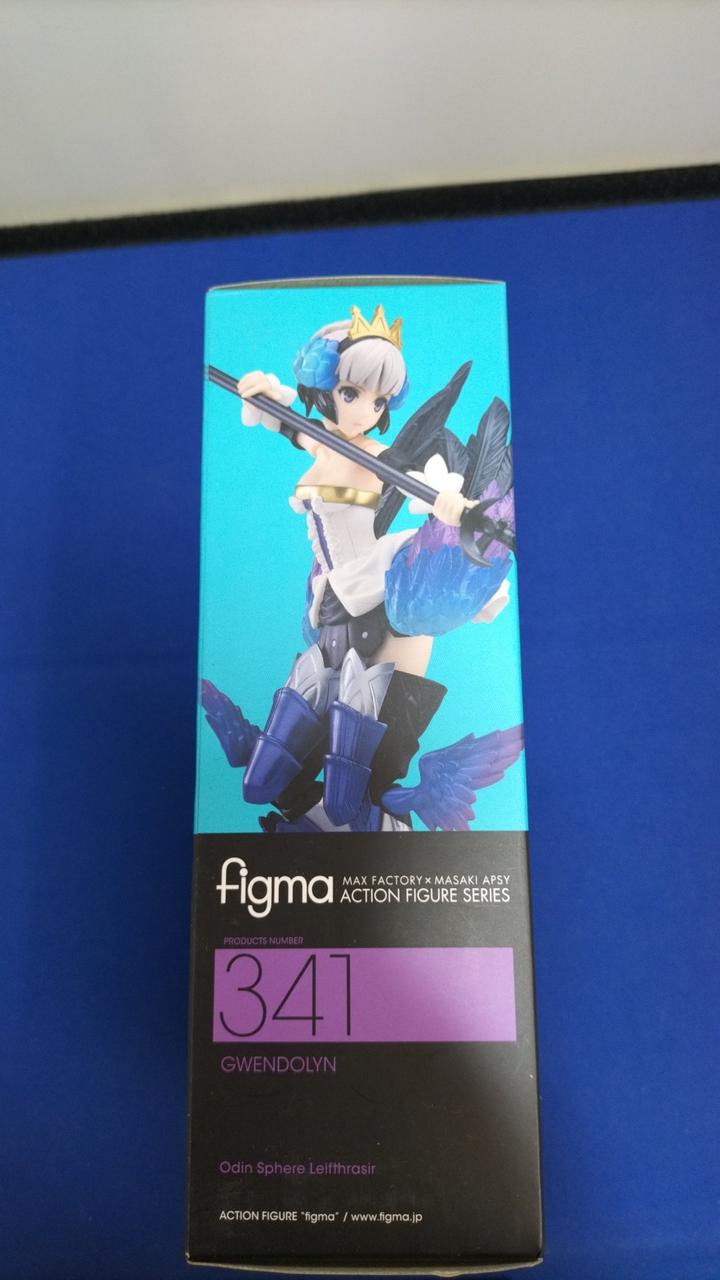 figma MAX FACTORY × MASAKI APSY
ACTION FIGURE SERIES
PRODUCTS NUMBER
341
GWENDOLYN
Odin Sphere Leifthrasir
ACTION FIGURE "figma" / www.figma.jp